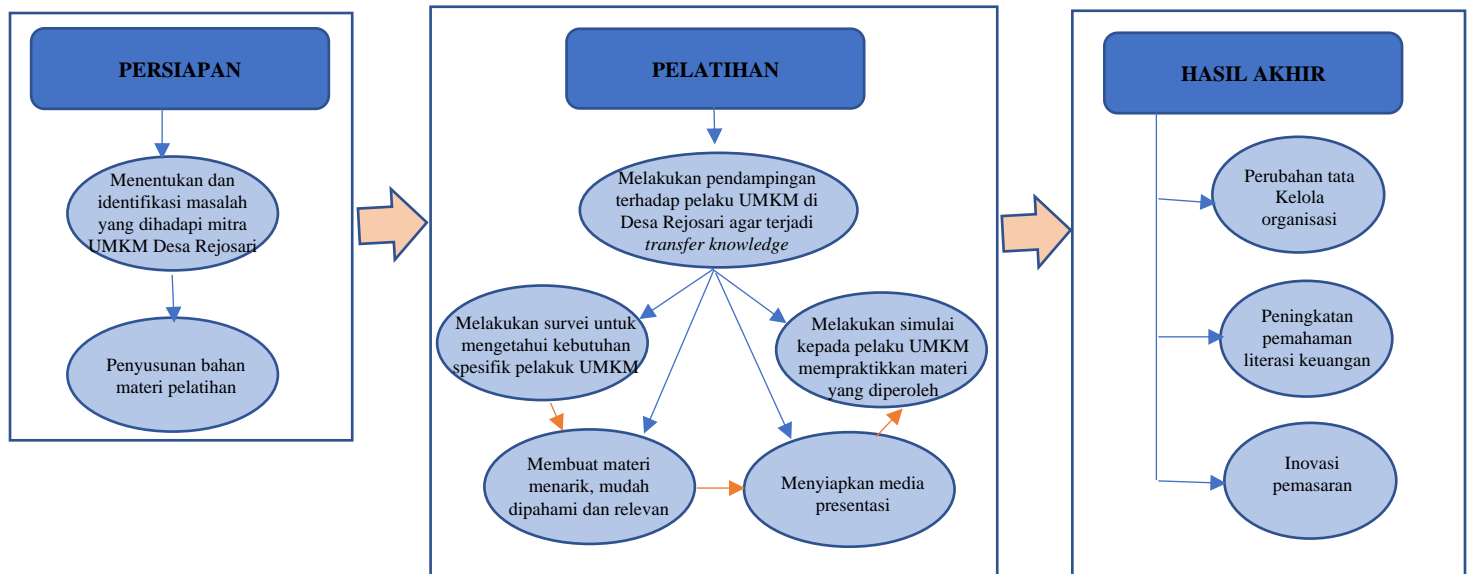 PERSIAPAN
Menentukan dan
identifikasi masalah
yang dihadapi mitra
UMKM Desa Rejosari
Penyusunan bahan
materi pelatihan
PELATIHAN
Melakukan pendampingan
terhadap pelaku UMKM di
Desa Rejosari agar terjadi
transfer knowledge
Melakukan survei untuk
mengetahui kebutuhan
spesifik pelakuk UMKM
Melakukan simulai
kepada pelaku UMKM
mempraktikkan materi
yang diperoleh
Membuat materi
menarik, mudah
dipahami dan relevan
Menyiapkan media
presentasi
HASIL AKHIR
Perubahan tata
Kelola
organisasi
Peningkatan
pemahaman
literasi keuangan
Inovasi
pemasaran